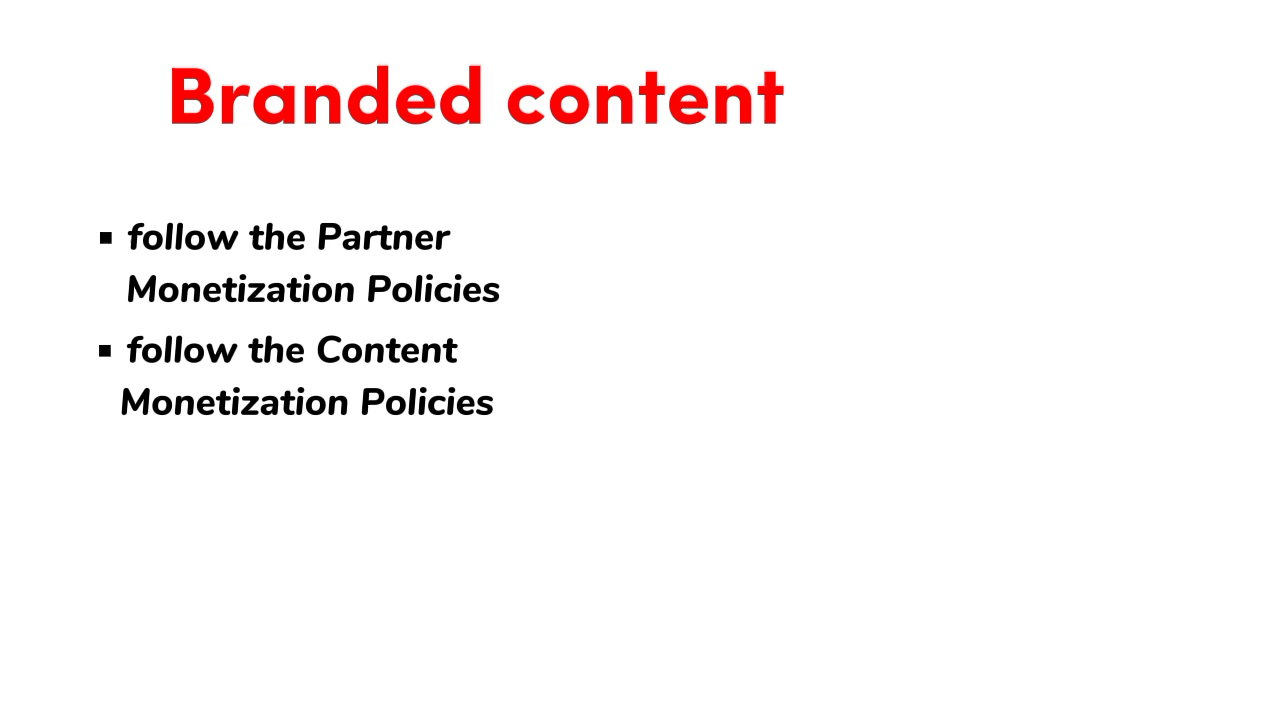 Branded content
▪ follow the Partner
Monetization Policies
▪ follow the Content
Monetization Policies